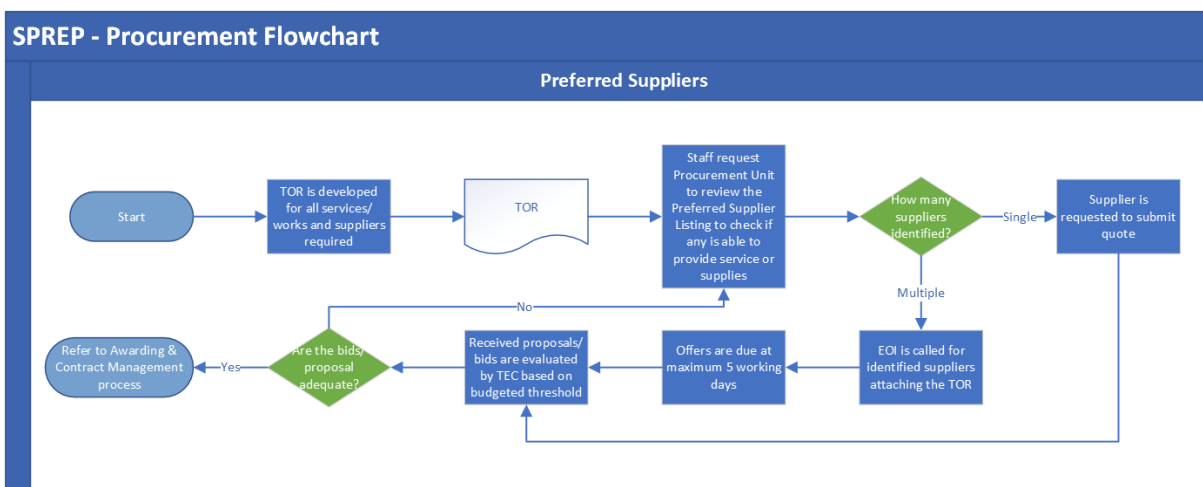 SPREP - Procurement Flowchart
Preferred Suppliers
Start
TOR is developed
for all services/
works and suppliers
required
TOR
Staff request
Procurement Unit
to review the
Preferred Supplier
Listing to check if
any is able to
provide service or
supplies
How many
suppliers
identified?
Single
Supplier is
requested to submit
quote
Multiple
No
Refer to Awarding &
Contract Management
process
Yes
Are the bids/
proposal
adequate?
Received proposals/
bids are evaluated
by TEC based on
budgeted threshold
Offers are due at
maximum 5 working
days
EOI is called for
identified suppliers
attaching the TOR